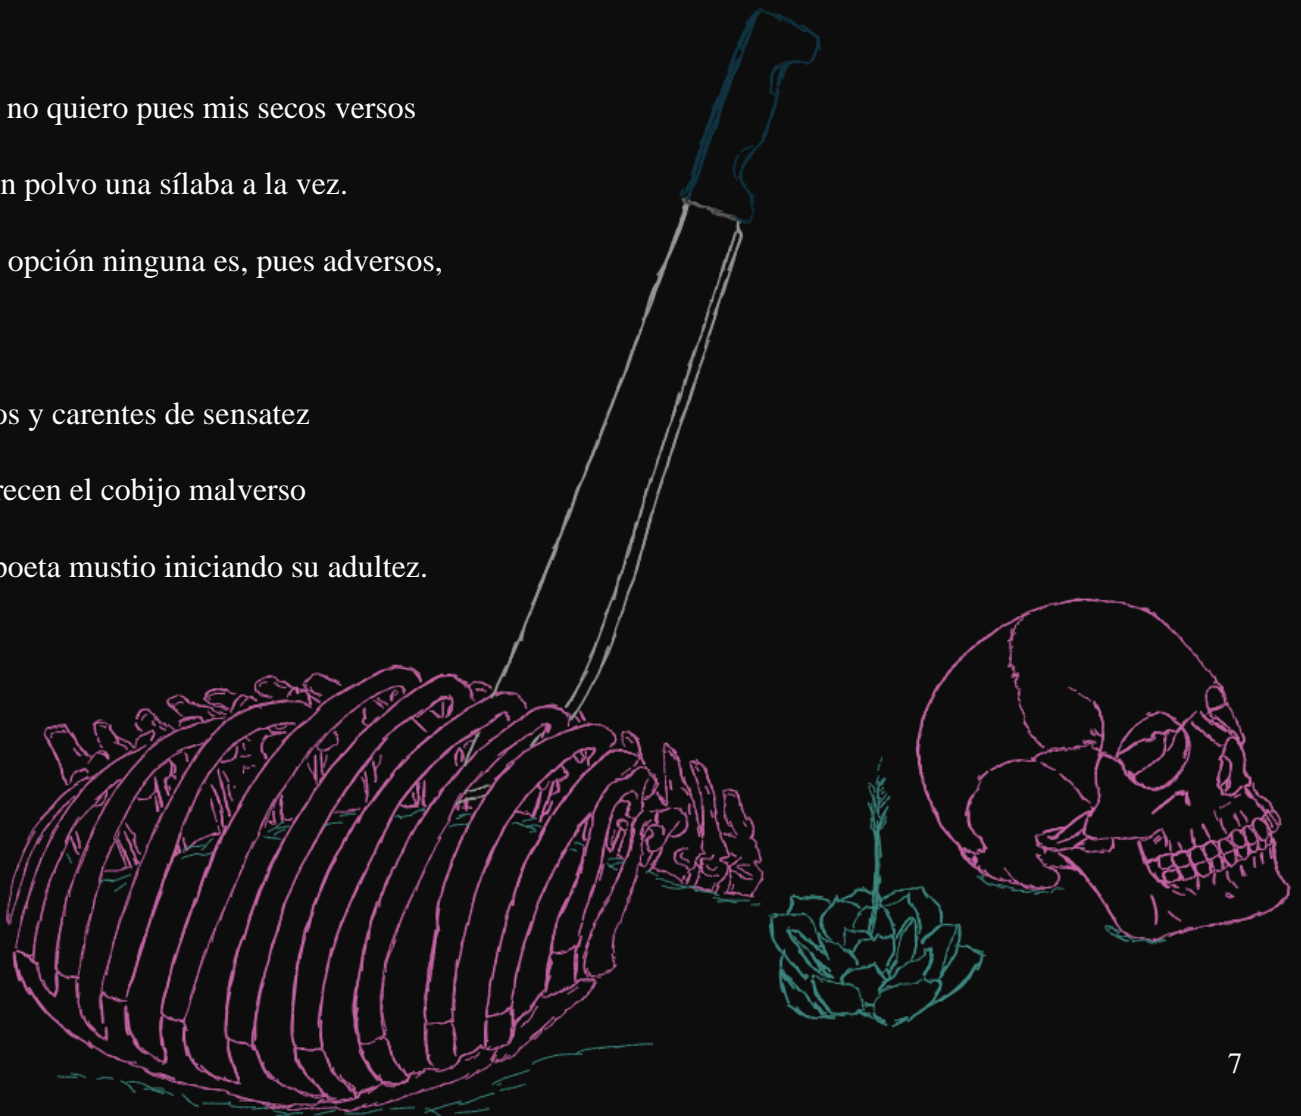 no quiero pues mis secos versos
n polvo una sílaba a la vez.
opción ninguna es, pues adversos,
os y carentes de sensatez
recen el cobijo malverso
poeta mustio iniciando su adultez.
7